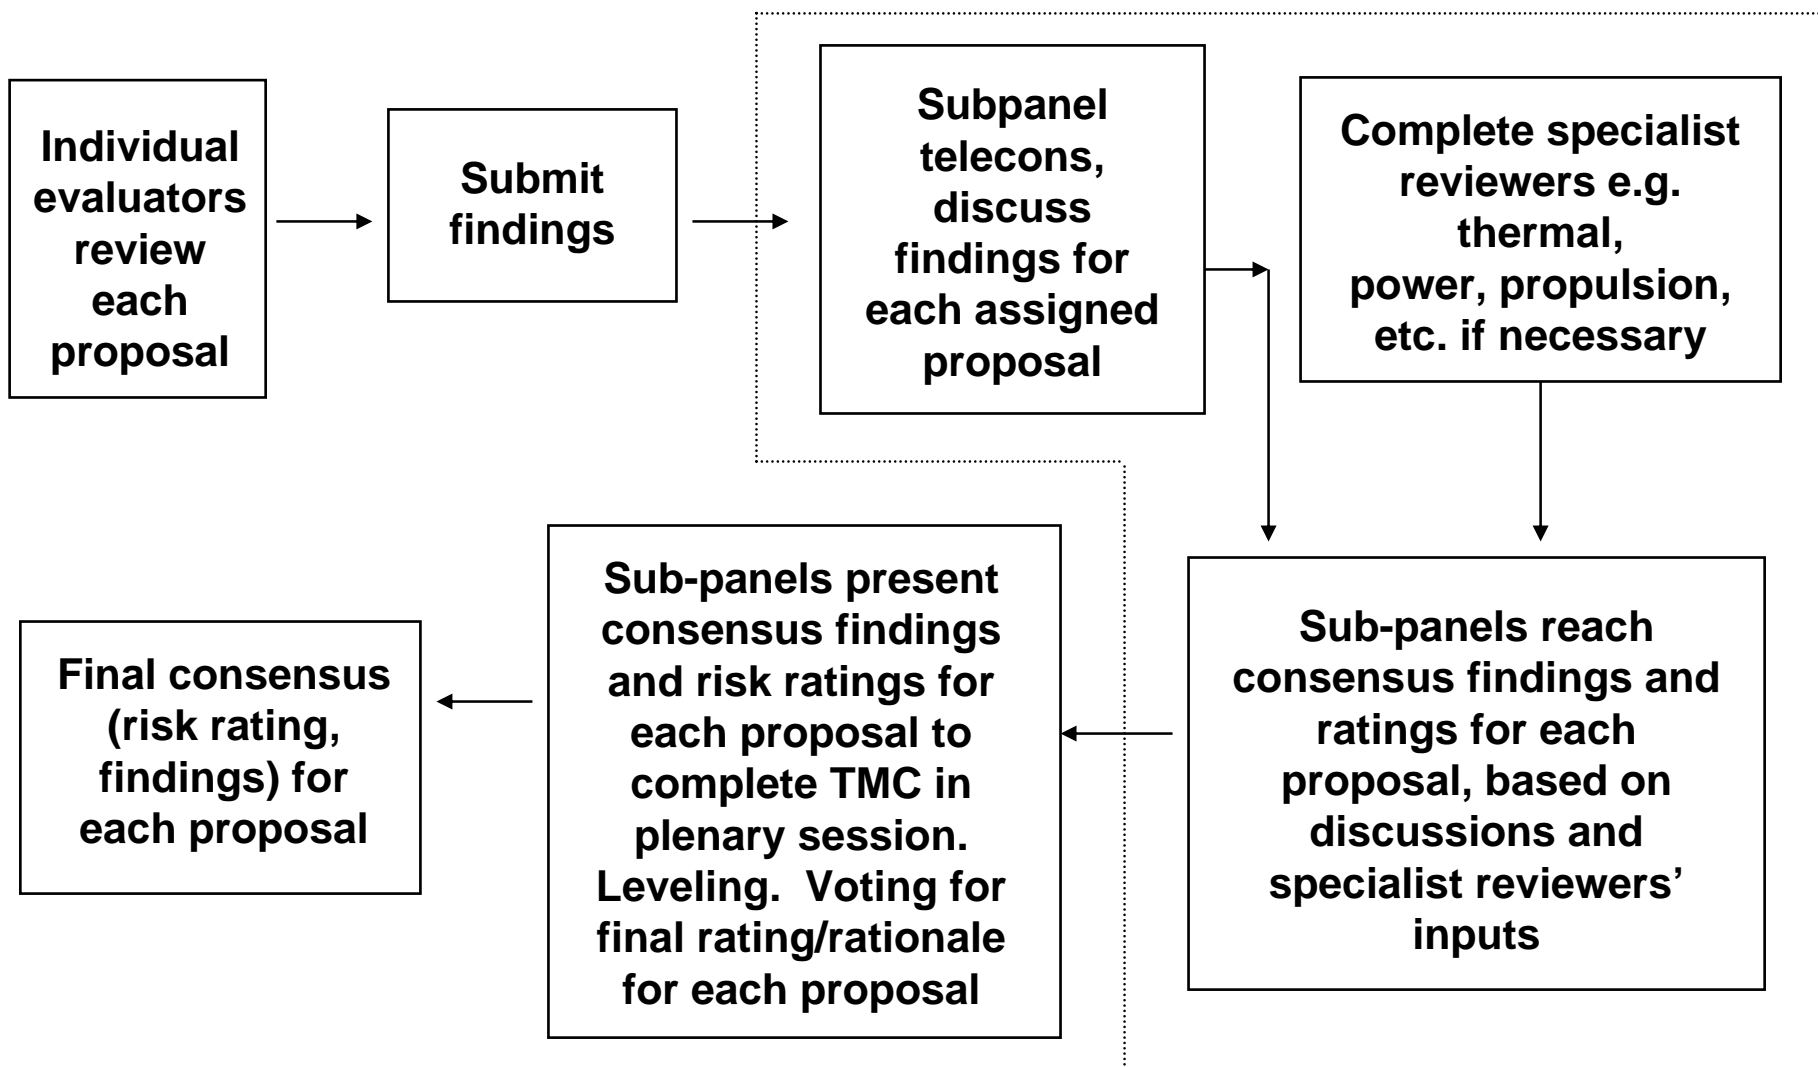 Individual
evaluators
review
each
proposal
Submit
findings
Subpanel
telecons,
discuss
findings for
each assigned
proposal
Complete specialist
reviewers e.g.
thermal,
power, propulsion,
etc. if necessary
Sub-panels reach
consensus findings and
ratings for each
proposal, based on
discussions and
specialist reviewers’
inputs
Sub-panels present
consensus findings
and risk ratings for
each proposal to
complete TMC in
plenary session.
Leveling.  Voting for
final rating/rationale
for each proposal
Final consensus
(risk rating,
findings) for
each proposal